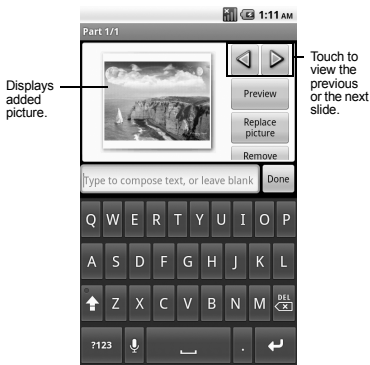 1:11 AM
Part 1/1
Displays
added
picture.
Touch to
view the
previous
or the next
slide.
Preview
Replace
picture
Remove
Type to compose text, or leave blank
Done
Q W E R T Y U I O P
A S D F G H J K L
Z X C V B N M DEL
?123 .